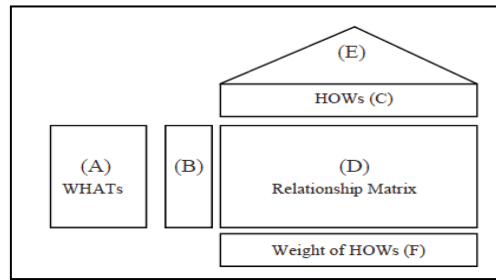 (E)
HOWs (C)
(A)
WHATs
(B)
(D)
Relationship Matrix
Weight of HOWs (F)